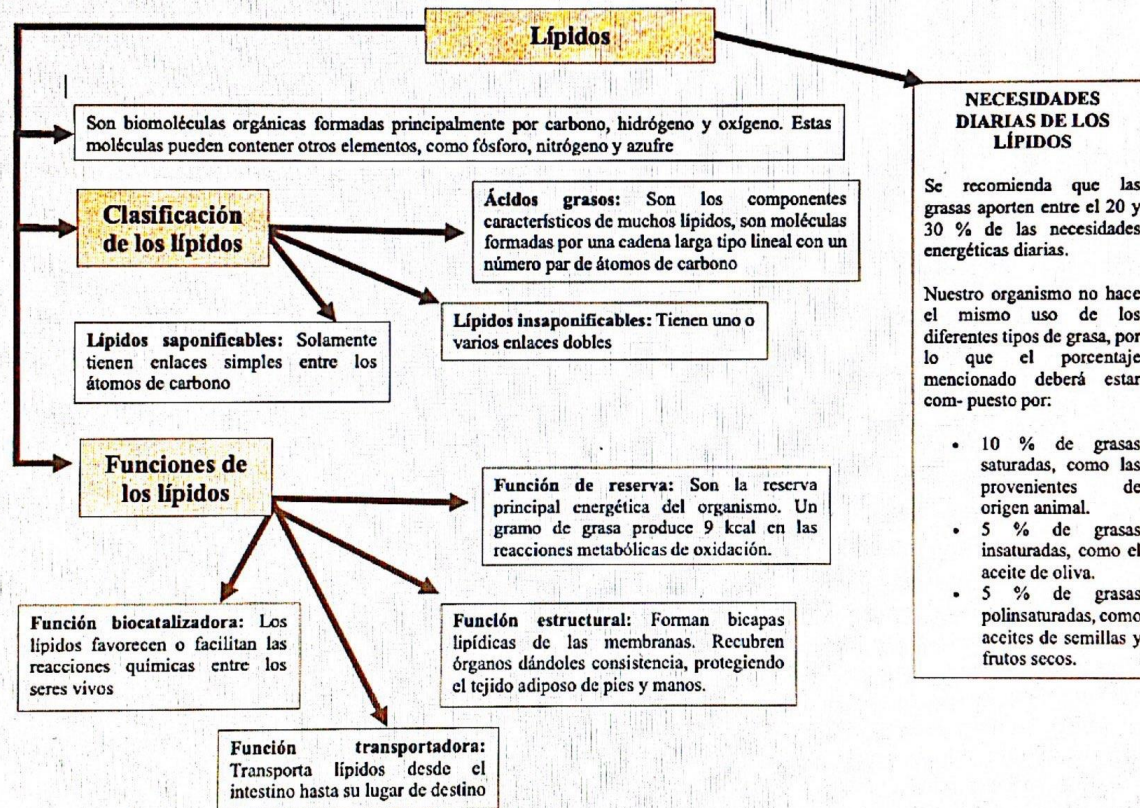 Lípidos
Son biomoléculas orgánicas formadas principalmente por carbono, hidrógeno y oxígeno. Estas
moléculas pueden contener otros elementos, como fósforo, nitrógeno y azufre
Clasificación
de los lípidos
Ácidos grasos: Son los componentes
característicos de muchos lípidos, son moléculas
formadas por una cadena larga tipo lineal con un
número par de átomos de carbono
Lípidos insaponificables: Tienen uno o
varios enlaces dobles
Lípidos saponificables: Solamente
tienen enlaces simples entre los
átomos de carbono
Funciones de
los lípidos
Función de reserva: Son la reserva
principal energética del organismo. Un
gramo de grasa produce 9 kcal en las
reacciones metabólicas de oxidación.
Función biocatalizadora: Los
lípidos favorecen o facilitan las
reacciones químicas entre los
seres vivos
Función estructural: Forman bicapas
lipídicas de las membranas. Recubren
órganos dándoles consistencia, protegiendo
el tejido adiposo de pies y manos.
Función transportadora:
Transporta lípidos desde el
intestino hasta su lugar de destino
NECESIDADES
DIARIAS DE LOS
LÍPIDOS
Se recomienda que las
grasas aporten entre el 20 y
30 % de las necesidades
energéticas diarias.
Nuestro organismo no hace
el mismo uso de los
diferentes tipos de grasa, por
lo que el porcentaje
mencionado deberá estar
com- puesto por:
• 10 % de grasas
saturadas, como las
provenientes de
origen animal.
• 5 % de grasas
insaturadas, como el
aceite de oliva.
• 5 % de grasas
polinsaturadas, como
aceites de semillas y
frutos secos.